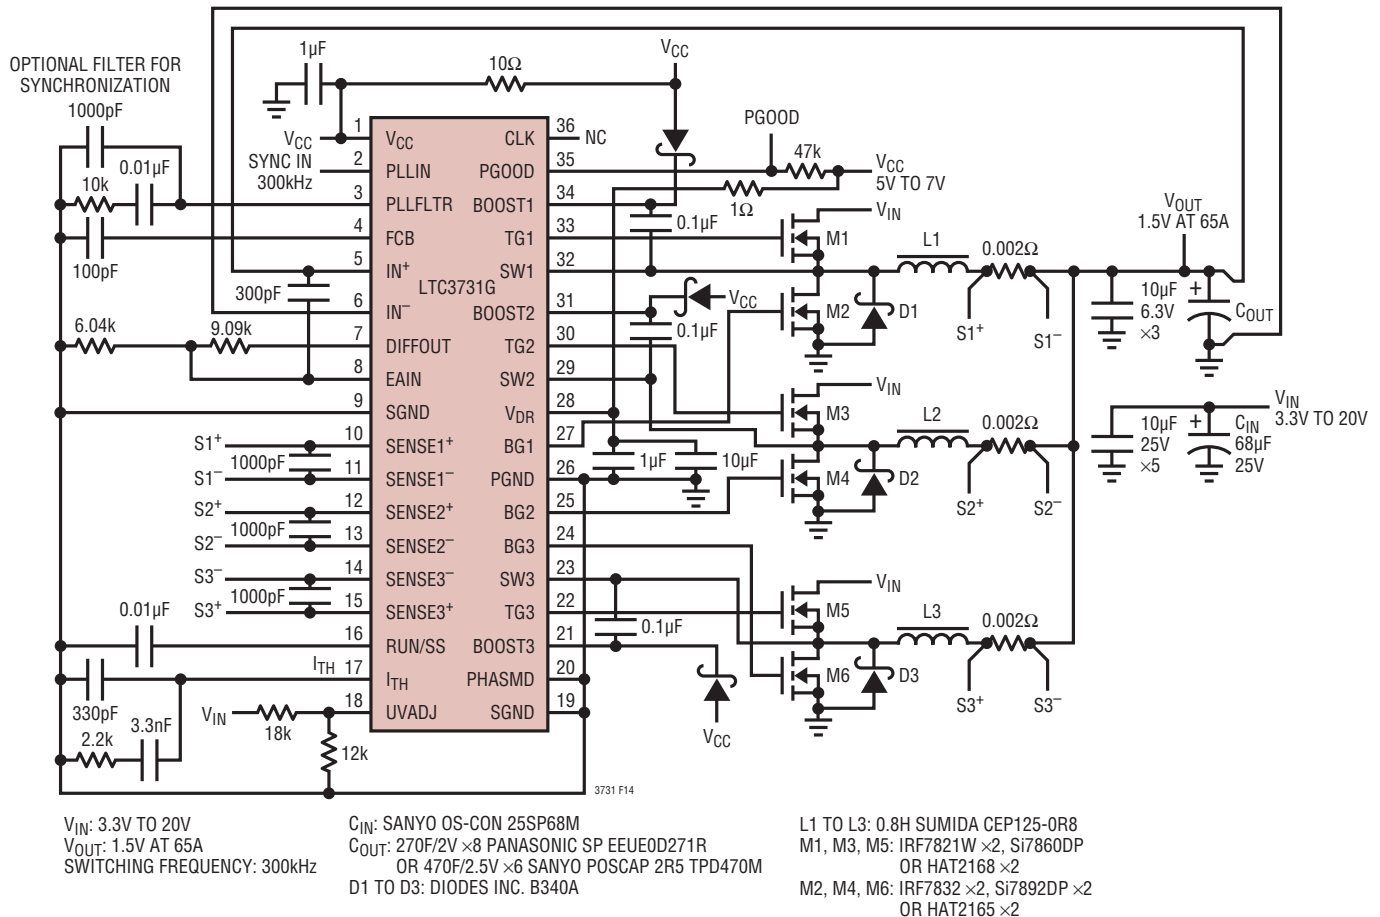 OPTIONAL FILTER FOR
SYNCHRONIZATION
1000pF
0.01µF
10k
100pF
1µF
10Ω
VCC
VCC
SYNC IN
300kHz
300pF
6.04k
9.09k
S1+
1000pF
S1–
S2+
1000pF
S2–
S3–
1000pF
S3+
0.01µF
ITH
330pF
3.3nF
2.2k
VIN
18k
12k
1
2
3
4
5
6
7
8
9
10
11
12
13
14
15
16
17
18
VCC
PLLIN
PLLFLTR
FCB
IN+
LTC3731G
IN–
DIFFOUT
EAIN
SGND
SENSE1+
SENSE1–
SENSE2+
SENSE2–
SENSE3–
SENSE3+
RUN/SS
ITH
UVADJ
CLK
PGOOD
BOOST1
TG1
SW1
BOOST2
TG2
SW2
VDR
BG1
PGND
BG2
BG3
SW3
TG3
BOOST3
PHASMD
SGND
36
35
34
33
32
31
30
29
28
27
26
25
24
23
22
21
20
19
NC
PGOOD
47k
VCC
5V TO 7V
1Ω
0.1µF
VCC
0.1µF
1µF
10µF
0.1µF
VCC
VIN
M1
M2
D1
L1
0.002Ω
S1+
S1–
VIN
M3
M4
D2
L2
0.002Ω
S2+
S2–
VIN
M5
M6
D3
L3
0.002Ω
S3+
S3–
VOUT
1.5V AT 65A
10µF
6.3V
×3
+
COUT
VIN
3.3V TO 20V
10µF
25V
×5
+
CIN
68µF
25V
3731 F14
VIN: 3.3V TO 20V
VOUT: 1.5V AT 65A
SWITCHING FREQUENCY: 300kHz
CIN: SANYO OS-CON 25SP68M
COUT: 270F/2V ×8 PANASONIC SP EEUE0D271R
OR 470F/2.5V ×6 SANYO POSCAP 2R5 TPD470M
D1 TO D3: DIODES INC. B340A
L1 TO L3: 0.8H SUMIDA CEP125-0R8
M1, M3, M5: IRF7821W ×2, Si7860DP
OR HAT2168 ×2
M2, M4, M6: IRF7832 ×2, Si7892DP ×2
OR HAT2165 ×2